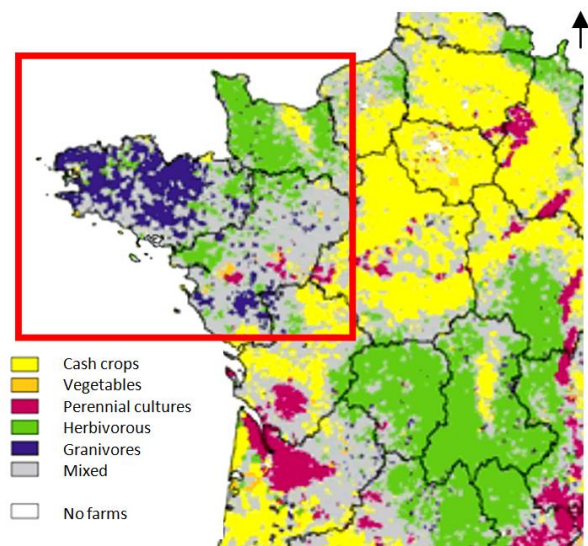 Cash crops
Vegetables
Perennial cultures
Herbivorous
Granivores
Mixed
No farms